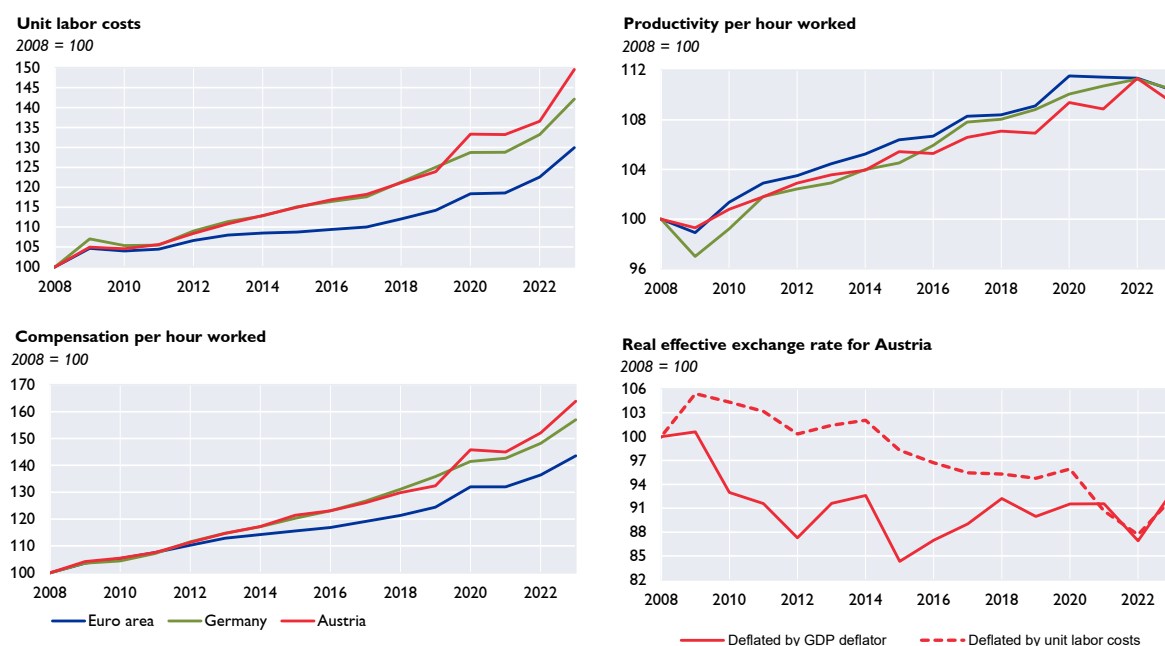 Unit labor costs
2008 = 100
150
145
140
135
130
125
120
115
110
105
100
2008 2010 2012 2014 2016 2018 2020 2022
Productivity per hour worked
2008 = 100
112
108
104
100
96
2008 2010 2012 2014 2016 2018 2020 2022
Compensation per hour worked
2008 = 100
170
160
150
140
130
120
110
100
2008 2010 2012 2014 2016 2018 2020 2022
Euro area Germany Austria
Real effective exchange rate for Austria
2008 = 100
106
103
100
97
94
91
88
85
82
2008 2010 2012 2014 2016 2018 2020 2022
Deflated by GDP deflator Deflated by unit labor costs